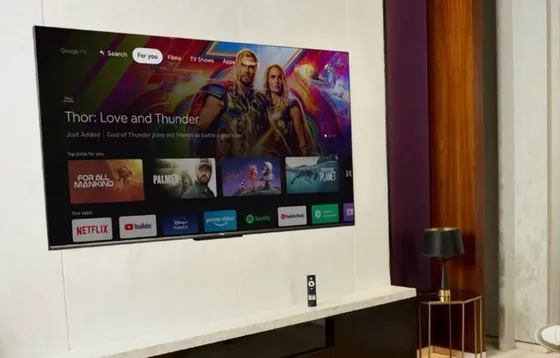 Google TV
Search
For you
Films
TV Shows
Apps
Thor: Love and Thunder
Just Added | God of Thunder joins old friends to battle a god killer
Top picks for you
FOR ALL
MANKIND
PALMER
PLANET
Your apps
NETFLIX
YouTube
Disney+
prime video
Spotify